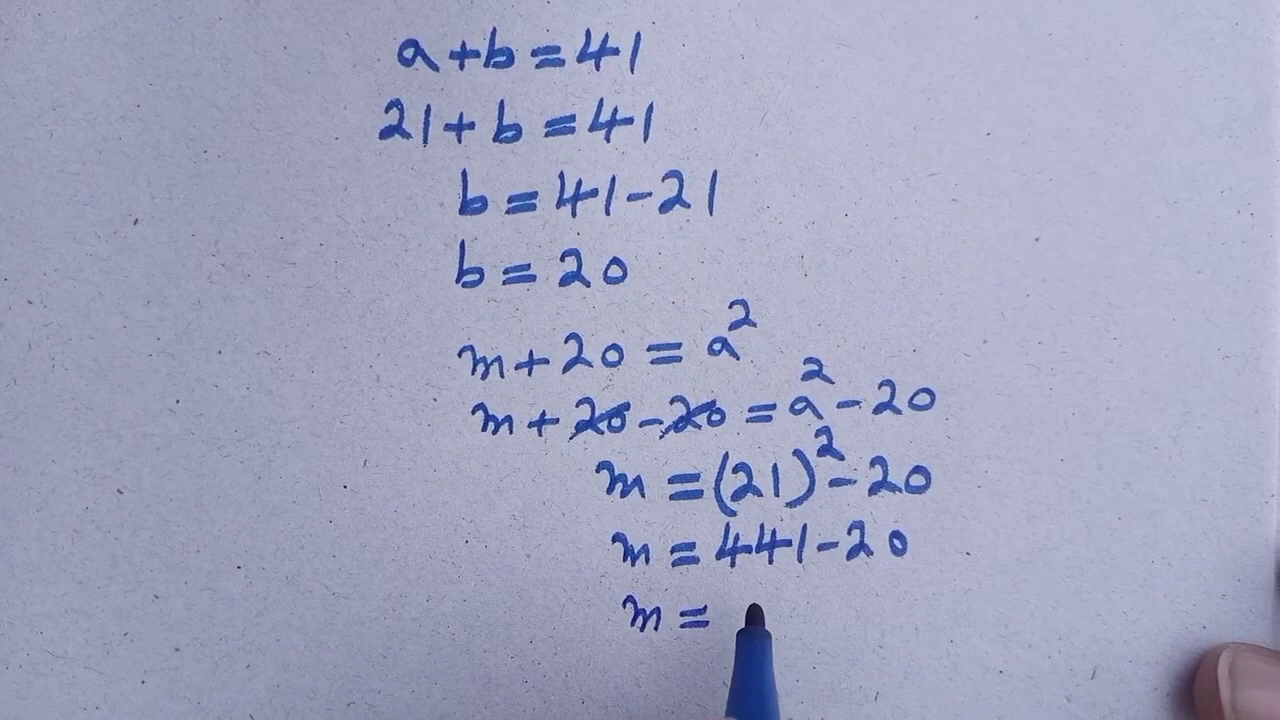 a+b=41
21+b=41
b=41-21
b=20
m+20=a²
m+20-20=a²-20
m=(21)²-20
m=441-20
m=